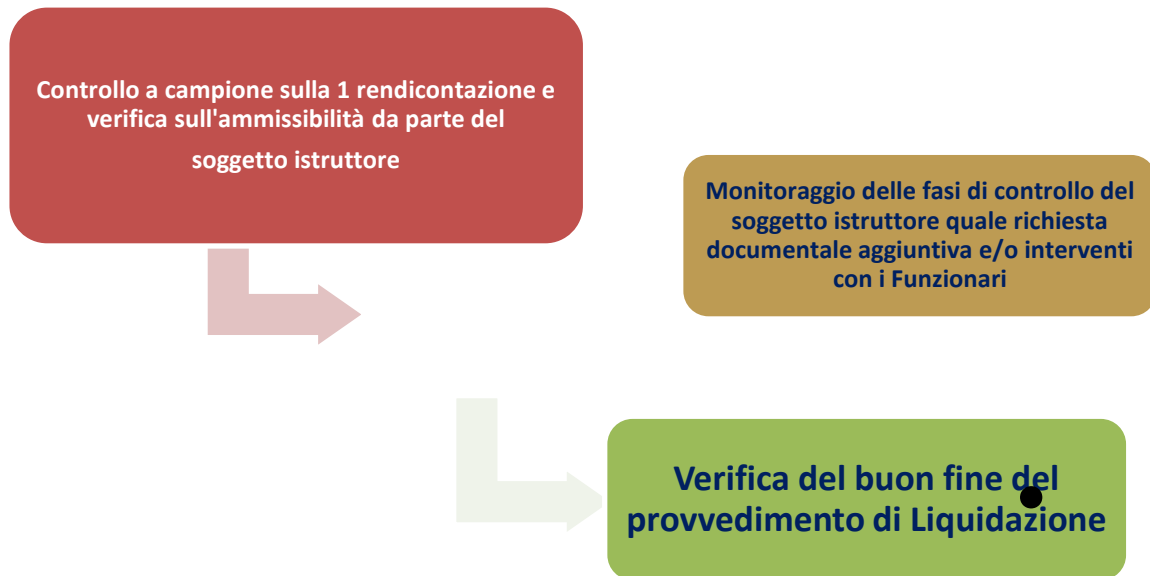 Controllo a campione sulla 1 rendicontazione e
verifica sull'ammissibilità da parte del
soggetto istruttore
Monitoraggio delle fasi di controllo del
soggetto istruttore quale richiesta
documentale aggiuntiva e/o interventi
con i Funzionari
Verifica del buon fine del
provvedimento di Liquidazione